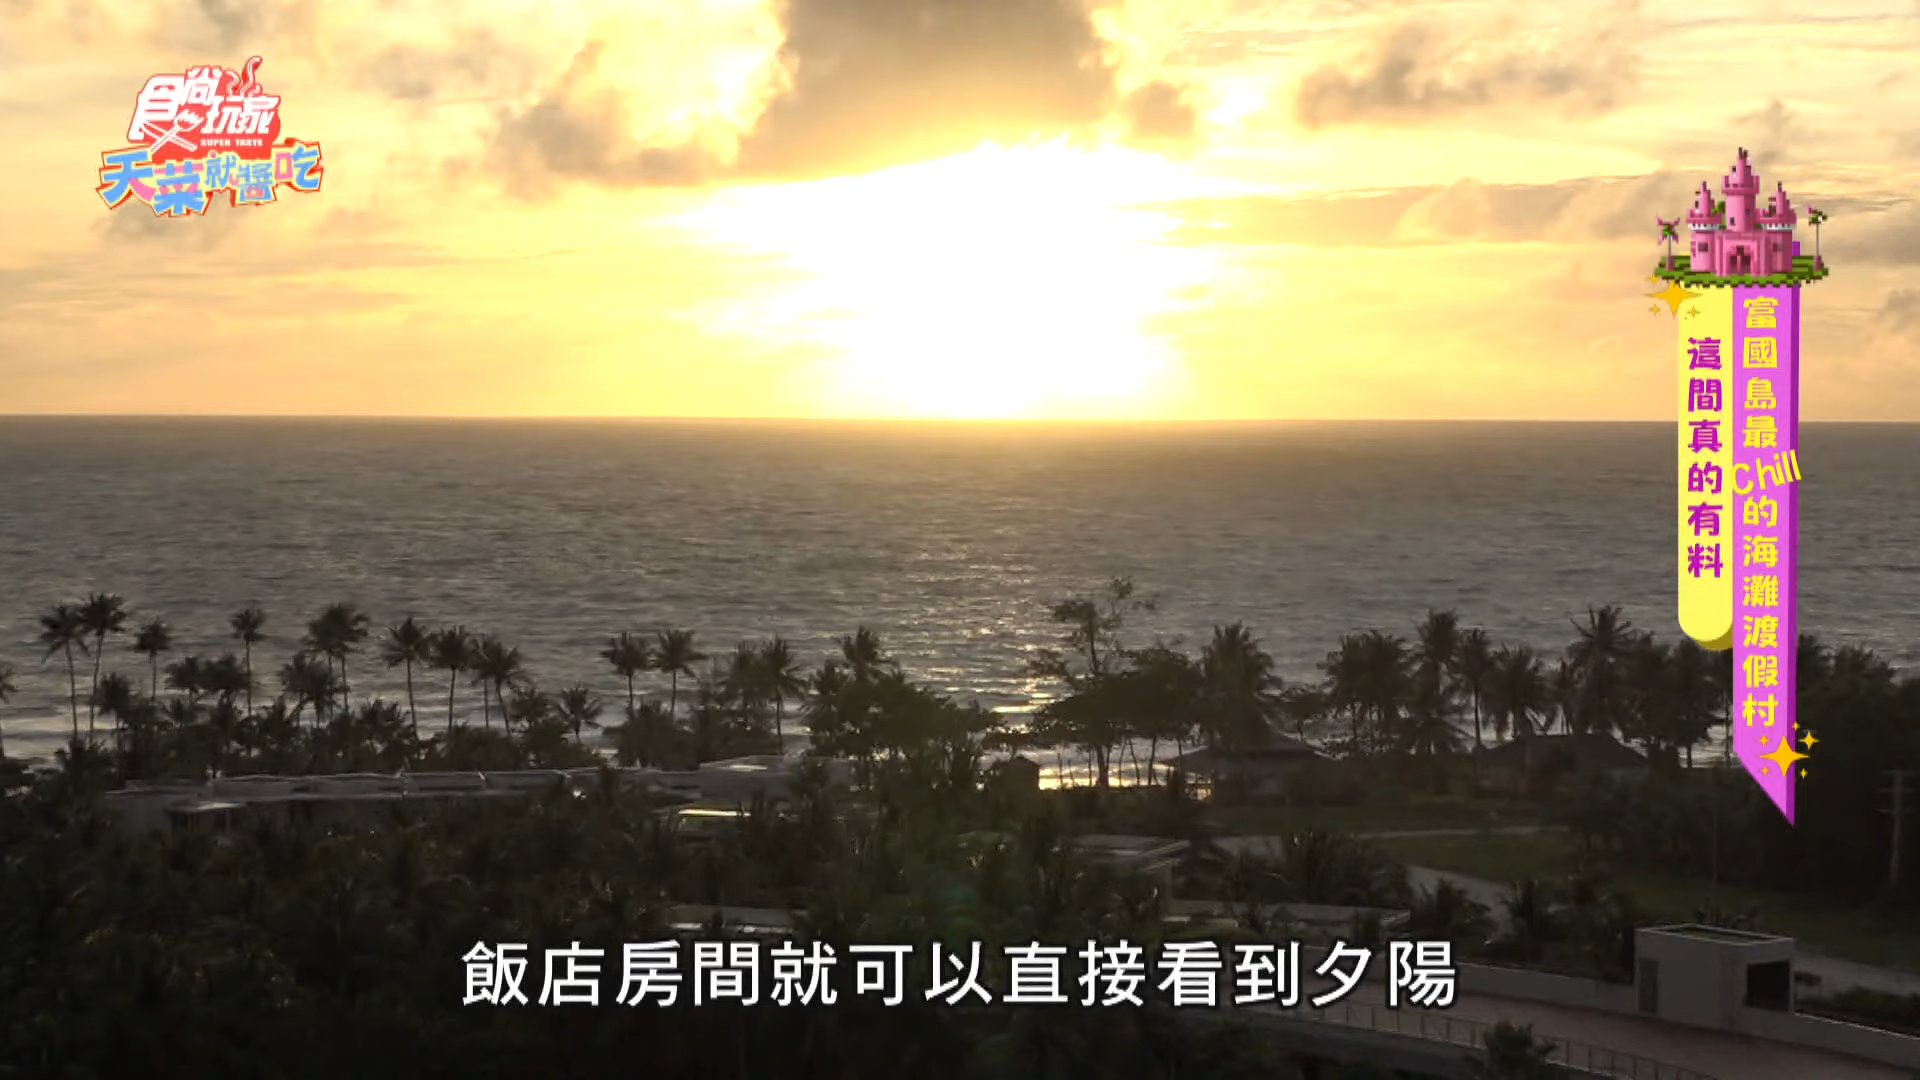 食尚玩家
SUPER TASTE
天菜就醬吃
富國島最Chill的海灘渡假村
這間真的有料
飯店房間就可以直接看到夕陽